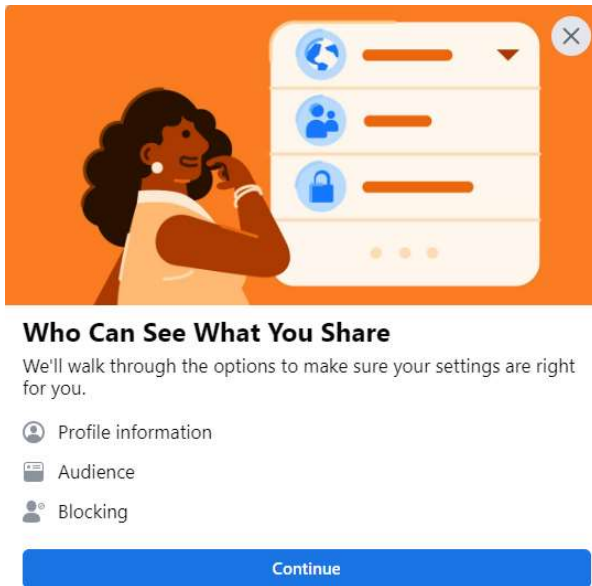 Who Can See What You Share
We'll walk through the options to make sure your settings are right
for you.
Profile information
Audience
Blocking
Continue